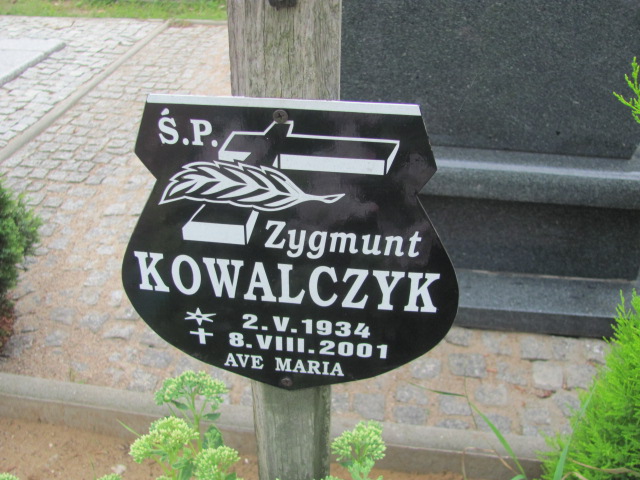 Ś.P.
Zygmunt
KOWALCZYK
2.V.1934
8.VIII.2001
AVE MARIA